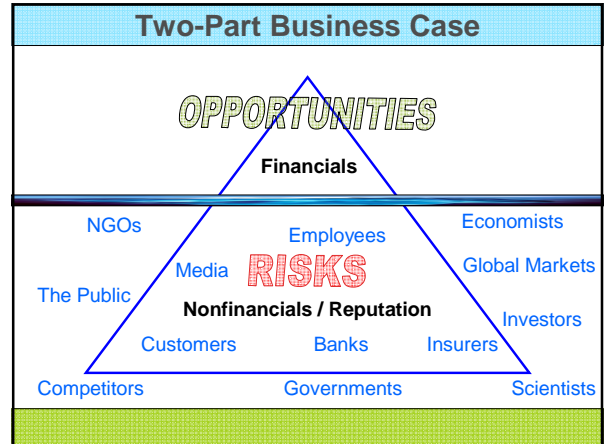 Two-Part Business Case
OPPORTUNITIES
Financials
NGOs
Economists
Employees
Media
RISKS
Global Markets
The Public
Nonfinancials / Reputation
Investors
Customers
Banks
Insurers
Competitors
Governments
Scientists